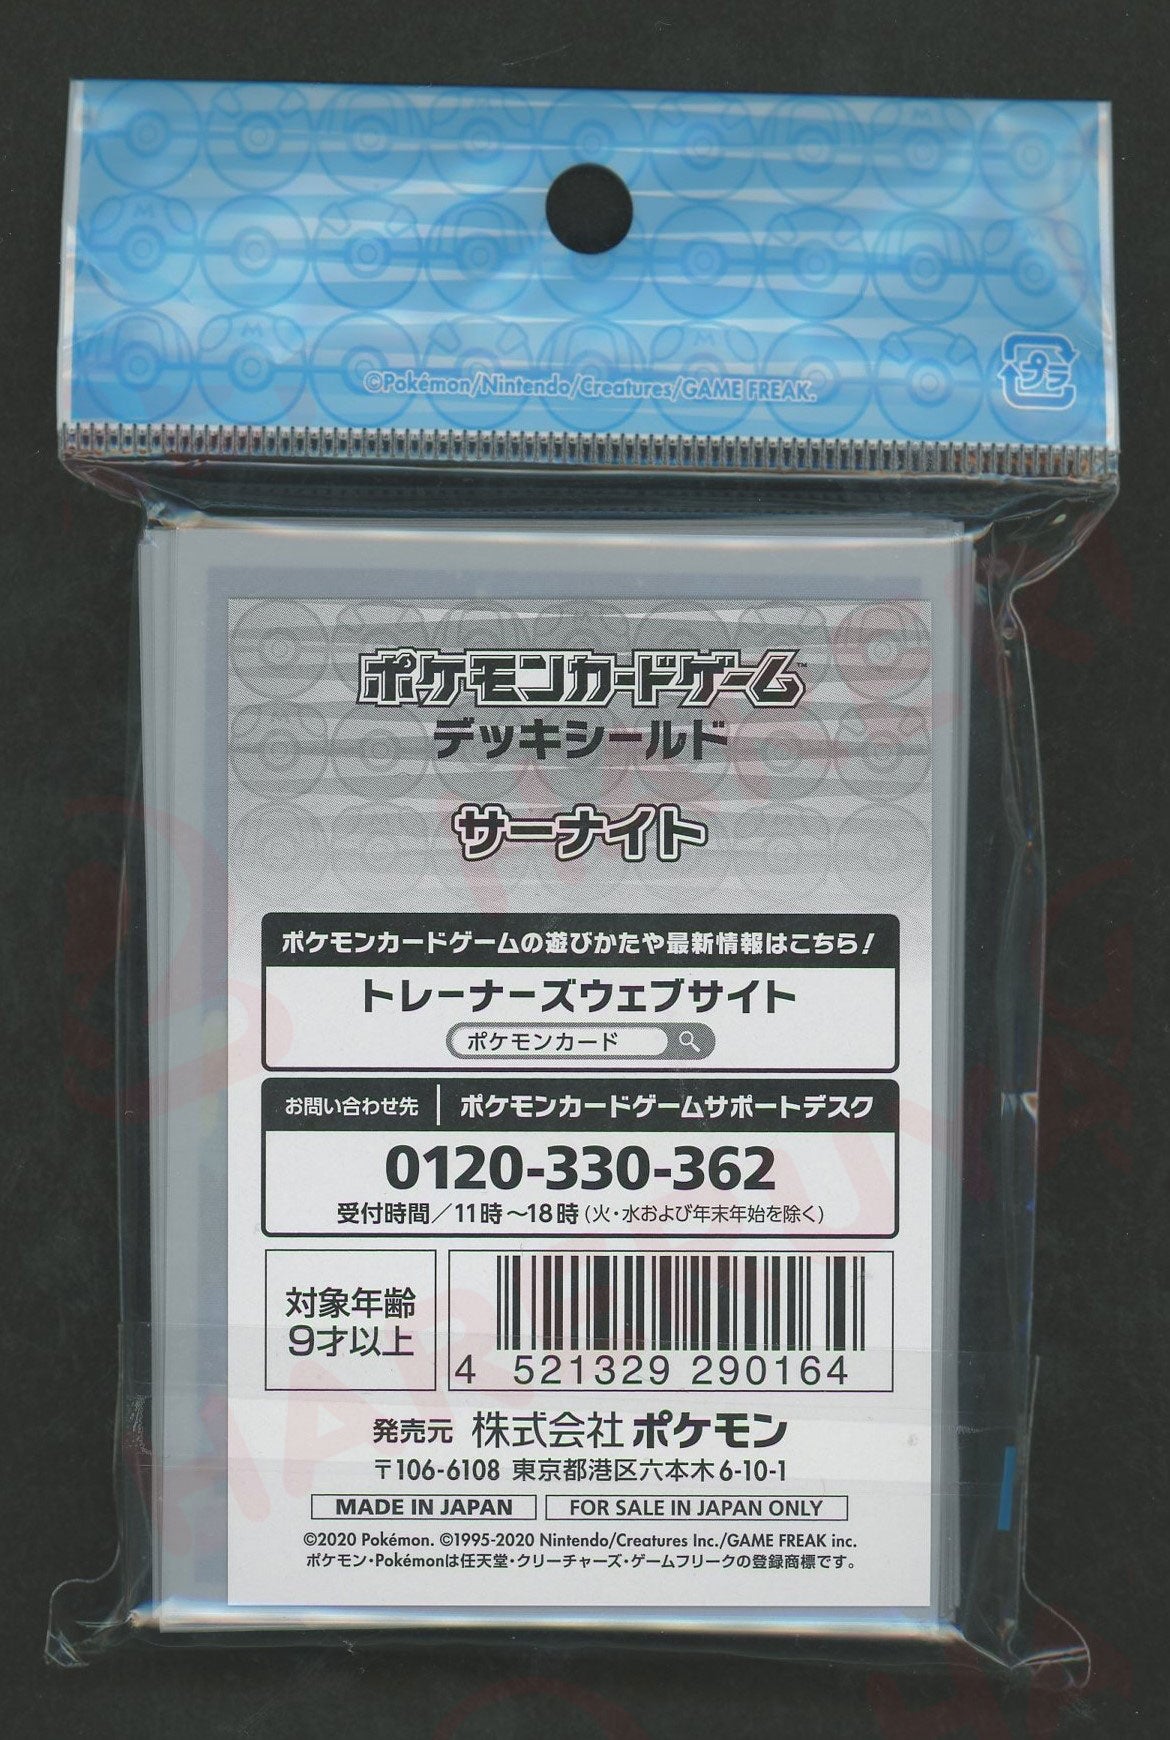 ©Pokémon/Nintendo/Creatures/GAME FREAK.
プラ
ポケモンカードゲーム™
デッキシールド
サーナイト
ポケモンカードゲームの遊びかたや最新情報はこちら！
トレーナーズウェブサイト
ポケモンカード
お問い合わせ先 ポケモンカードゲームサポートデスク
0120-330-362
受付時間／11時～18時（火・水および年末年始を除く）
対象年齢
9才以上
4 521329 290164
発売元 株式会社ポケモン
〒106-6108 東京都港区六本木6-10-1
MADE IN JAPAN FOR SALE IN JAPAN ONLY
©2020 Pokémon. ©1995-2020 Nintendo/Creatures Inc./GAME FREAK inc.
ポケモン・Pokémonは任天堂・クリーチャーズ・ゲームフリークの登録商標です。